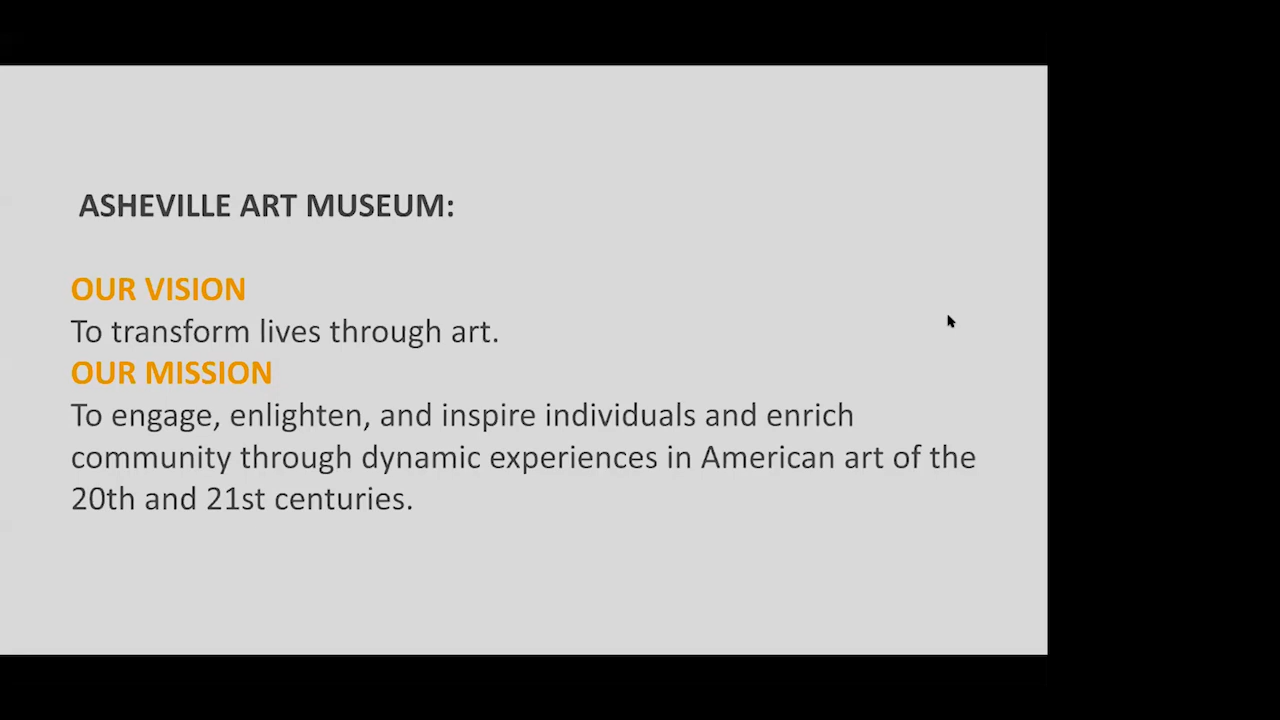 ASHEVILLE ART MUSEUM:
OUR VISION
To transform lives through art.
OUR MISSION
To engage, enlighten, and inspire individuals and enrich
community through dynamic experiences in American art of the
20th and 21st centuries.